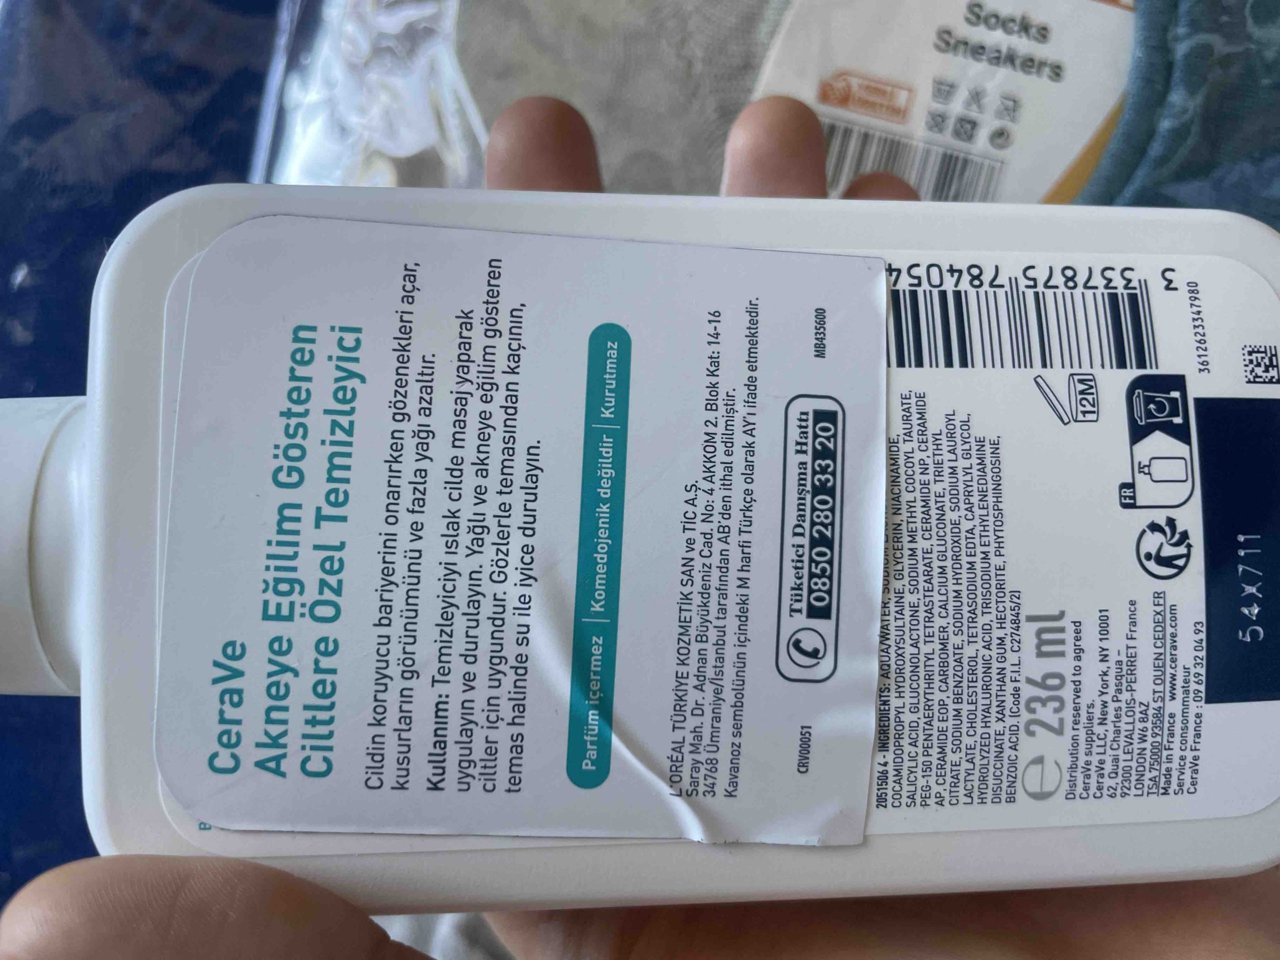 CeraVe
Akneye Eğilim Gösteren
Ciltlere Özel Temizleyici
Cildin koruyucu bariyerini onarırken gözenekleri açar,
kusurların görünümünü ve fazla yağı azaltır.
Kullanım: Temizleyiciyi ıslak cilde masaj yaparak
uygulayın ve durulayın. Yağlı ve akneye eğilim gösteren
ciltler için uygundur. Gözlerle temasından kaçının,
temas halinde su ile iyice durulayın.
Parfüm içermez | Komedojenik değildir | Kurutmaz
L'ORÉAL TÜRKİYE KOZMETİK SAN ve TİC A.Ş.
Saray Mah. Dr. Adnan Büyükdeniz Cad. No: 4 AKKOM 2. Blok Kat: 14-16
34768 Ümraniye/İstanbul tarafından AB'den ithal edilmiştir.
Kavanoz sembolünün içindeki M harfi Türkçe olarak AY'ı ifade etmektedir.
Tüketici Danışma Hattı
0850 280 33 20
CRV00051
MB435600
2051506 4 - INGREDIENTS: AQUA/WATER,
COCAMIDOPROPYL HYDROXYSULTAINE, GLYCERIN, NIACINAMIDE,
SALICYLIC ACID, GLUCONOLACTONE, SODIUM METHYL COCOYL TAURATE,
PEG-150 PENTAERYTHRITYL TETRASTEARATE, CERAMIDE NP, CERAMIDE
AP, CERAMIDE EOP, CARBOMER, CALCIUM GLUCONATE, TRIETHYL
CITRATE, SODIUM BENZOATE, SODIUM HYDROXIDE, SODIUM LAUROYL
LACTYLATE, CHOLESTEROL, TETRASODIUM EDTA, CAPRYLYL GLYCOL,
HYDROLYZED HYALURONIC ACID, TRISODIUM ETHYLENEDIAMINE
DISUCCINATE, XANTHAN GUM, HECTORITE, PHYTOSPHINGOSINE,
BENZOIC ACID. (Code F.I.L. C274845/2)
e 236 ml
Distribution reserved to agreed
CeraVe suppliers.
CeraVe LLC, New York, NY 10001
62, Quai Charles Pasqua –
92300 LEVALLOIS-PERRET France
LONDON W6 8AZ
TSA 75000 93584 ST OUEN CEDEX FR
Made in France www.cerave.com
Service consommateur
CeraVe France : 09 69 32 04 93
12M
FR
3 337875 784054
3612623347980
54X711
Socks
Sneakers